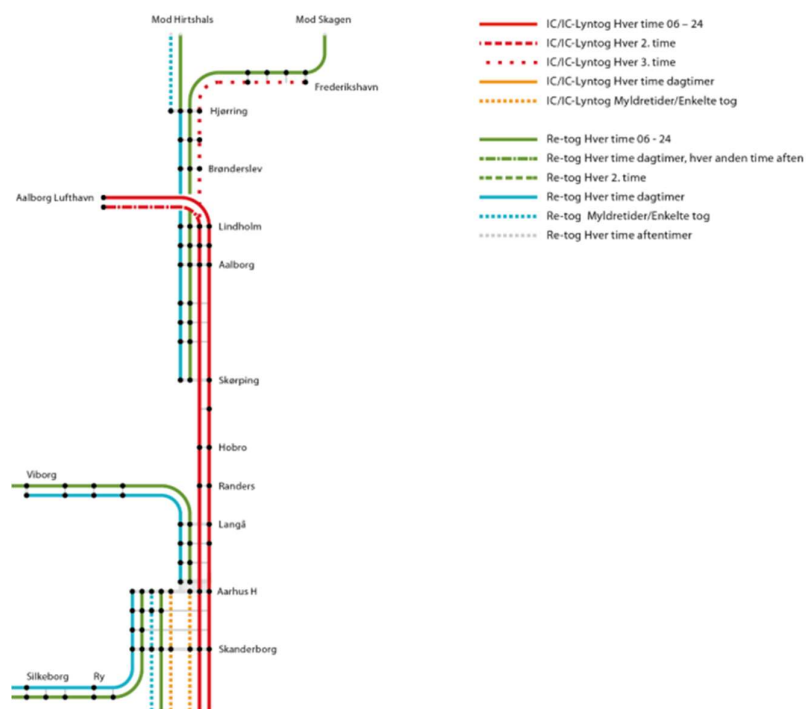 Mod Hirtshals
Mod Skagen
Frederikshavn
Hjørring
Brønderslev
Aalborg Lufthavn
Lindholm
Aalborg
Skørping
Hobro
Viborg
Randers
Langå
Aarhus H
Skanderborg
Silkeborg
Ry
IC/IC-Lyntog Hver time 06 – 24
IC/IC-Lyntog Hver 2. time
IC/IC-Lyntog Hver 3. time
IC/IC-Lyntog Hver time dagtimer
IC/IC-Lyntog Myldretider/Enkelte tog
Re-tog Hver time 06 - 24
Re-tog Hver time dagtimer, hver anden time aften
Re-tog Hver 2. time
Re-tog Hver time dagtimer
Re-tog Myldretider/Enkelte tog
Re-tog Hver time aftentimer